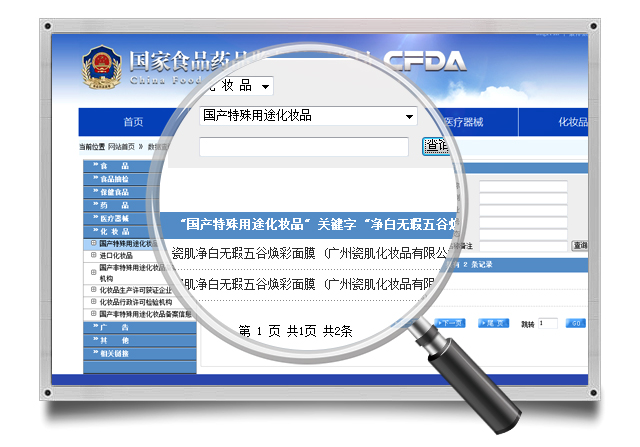 国家食品药品
CFDA
China Food
首页
医疗器械
化妆品
当前位置 网站首页 》 数据查
化 妆 品
国产特殊用途化妆品
查询
食 品
食品抽检
保健食品
药 品
医疗器械
化 妆 品
国产特殊用途化妆品
进口化妆品
国产非特殊用途化妆品
机构
化妆品生产许可获证企业
化妆品行政许可检验机构
国产非特殊用途化妆品备案信息
广 告
其 他
相关链接
"国产特殊用途化妆品" 关键字 "净白无瑕五谷焕
瓷肌净白无瑕五谷焕彩面膜 (广州瓷肌化妆品有限公
肌净白无瑕五谷焕彩面膜 (广州瓷肌化妆品有限
第 1 页 共1页 共2条
备注
查询
2 条记录
下一页
尾 页
跳转 1
GO